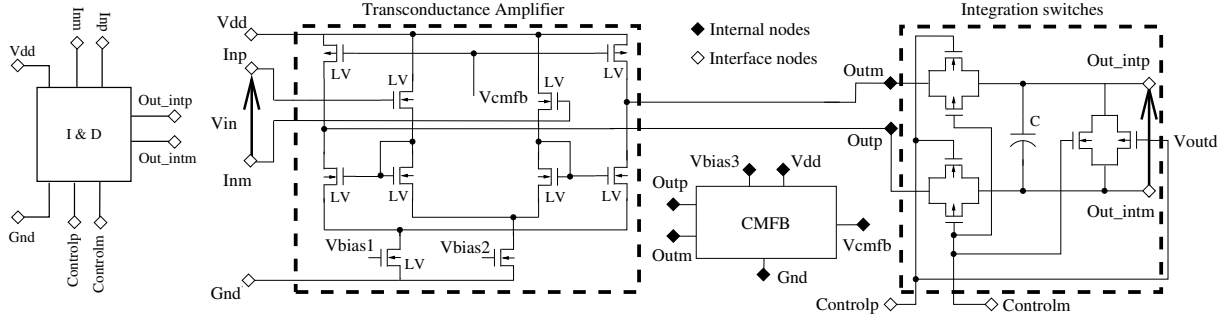 Transconductance Amplifier
Integration switches
Internal nodes
Interface nodes
Inm
Inp
Vdd
I & D
Out_intp
Out_intm
Gnd
Controlp
Controlm
Vdd
Inp
Vin
Inm
Gnd
LV
LV
LV
LV
LV
LV
LV
LV
Vcmfb
Vbias1
LV
Vbias2
Outm
Outp
Vbias3
Vdd
Outp
Outm
CMFB
Vcmfb
Gnd
C
Out_intp
Voutd
Out_intm
Controlp
Controlm